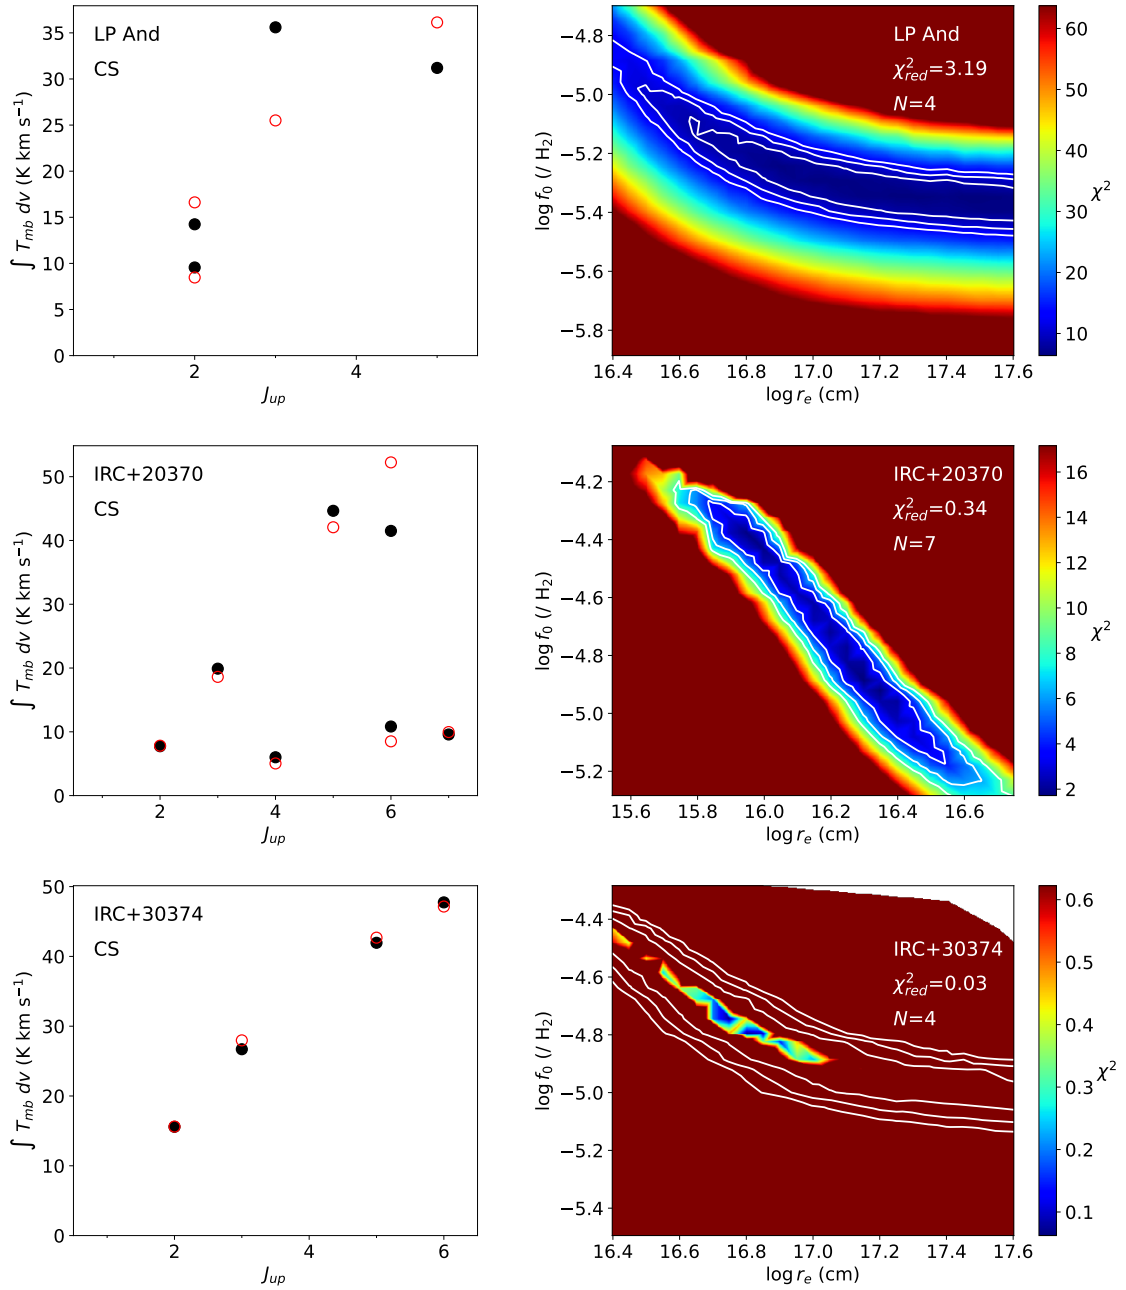 LP And
CS
35
30
25
20
15
10
5
0
2
4
J_up
∫ T_mb dv (K km s⁻¹)
LP And
χ²_red=3.19
N=4
−4.8
−5.0
−5.2
−5.4
−5.6
−5.8
16.4 16.6 16.8 17.0 17.2 17.4 17.6
log r_e (cm)
log f_0 (/ H₂)
60
50
40
30
20
10
χ²
IRC+20370
CS
50
40
30
20
10
0
2 4 6
J_up
∫ T_mb dv (K km s⁻¹)
IRC+20370
χ²_red=0.34
N=7
−4.2
−4.4
−4.6
−4.8
−5.0
−5.2
15.6 15.8 16.0 16.2 16.4 16.6
log r_e (cm)
log f_0 (/ H₂)
16
14
12
10
8
6
4
2
χ²
IRC+30374
CS
50
40
30
20
10
0
2 4 6
J_up
∫ T_mb dv (K km s⁻¹)
IRC+30374
χ²_red=0.03
N=4
−4.4
−4.6
−4.8
−5.0
−5.2
−5.4
16.4 16.6 16.8 17.0 17.2 17.4 17.6
log r_e (cm)
log f_0 (/ H₂)
0.6
0.5
0.4
0.3
0.2
0.1
χ²